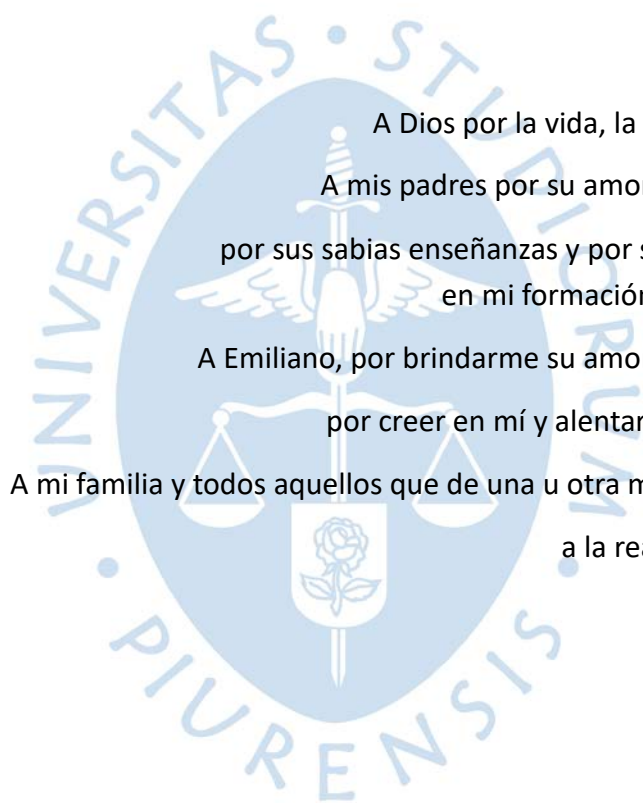 UNIVERSITAS • STUDIORUM • PIURENSIS •
A Dios por la vida, la
A mis padres por su amor
por sus sabias enseñanzas y por s
en mi formación
A Emiliano, por brindarme su amo
por creer en mí y alentar
A mi familia y todos aquellos que de una u otra m
a la rea